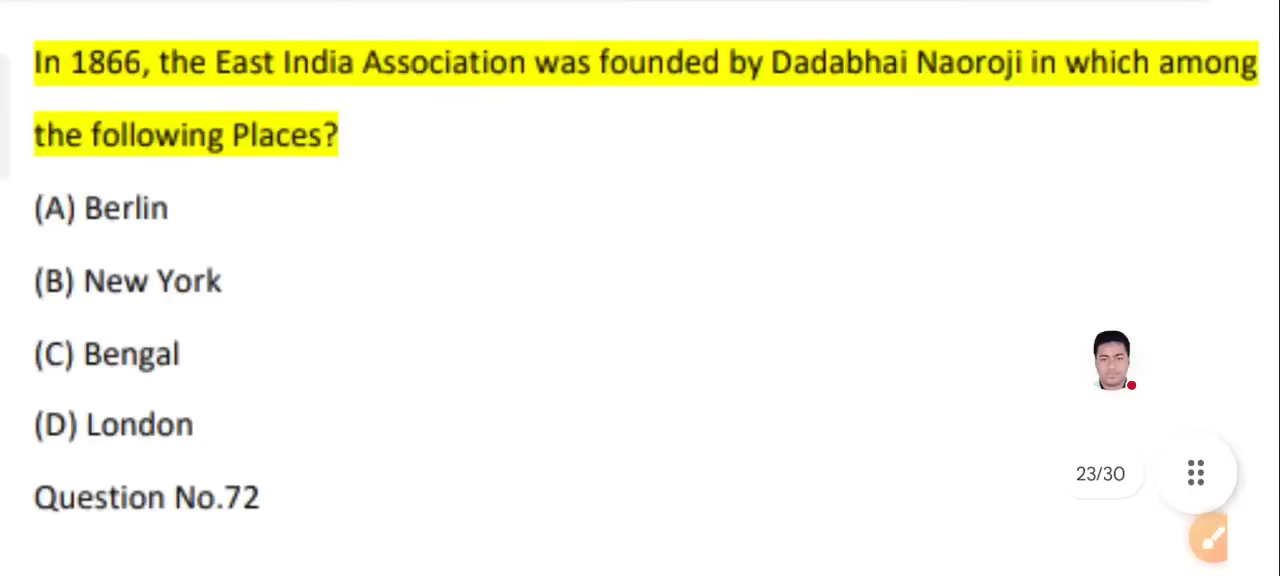 In 1866, the East India Association was founded by Dadabhai Naoroji in which among
the following Places?
(A) Berlin
(B) New York
(C) Bengal
(D) London
23/30
Question No.72